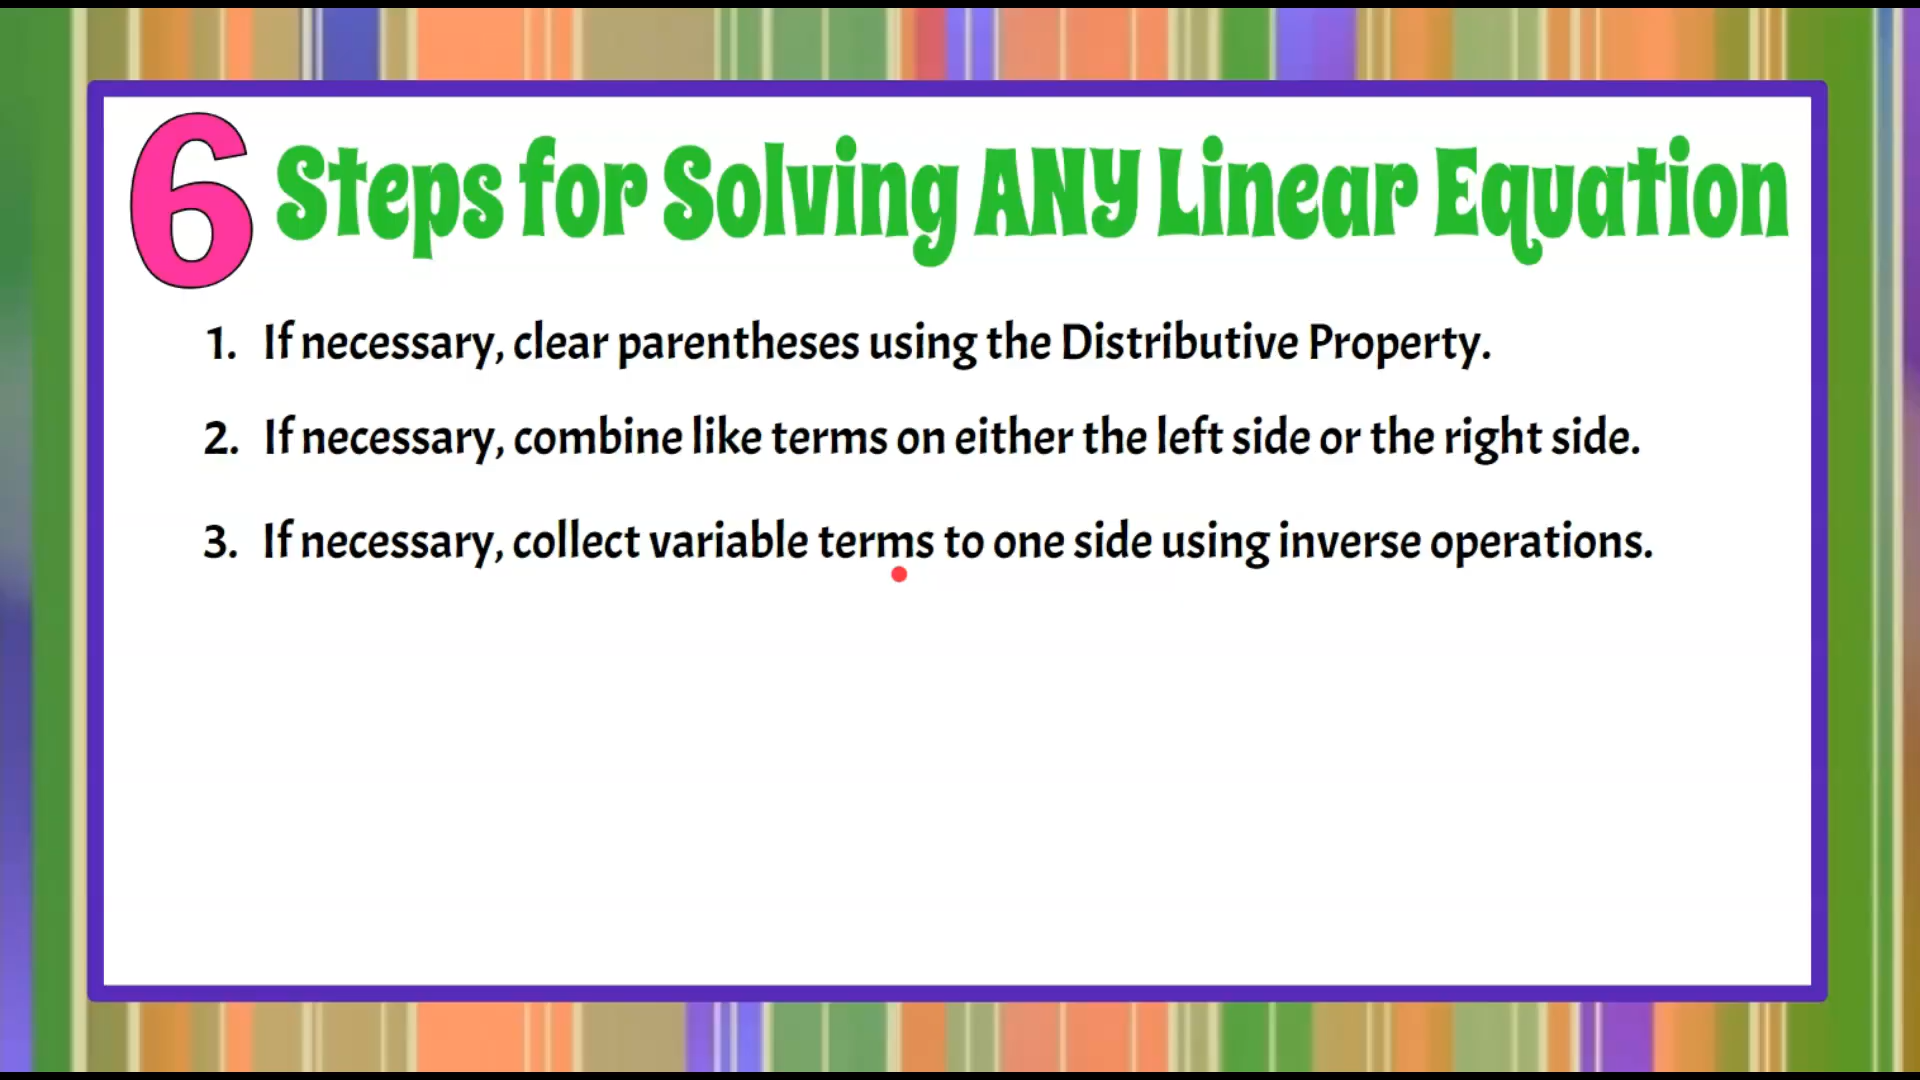 6 Steps for Solving ANY Linear Equation
1. If necessary, clear parentheses using the Distributive Property.
2. If necessary, combine like terms on either the left side or the right side.
3. If necessary, collect variable terms to one side using inverse operations.